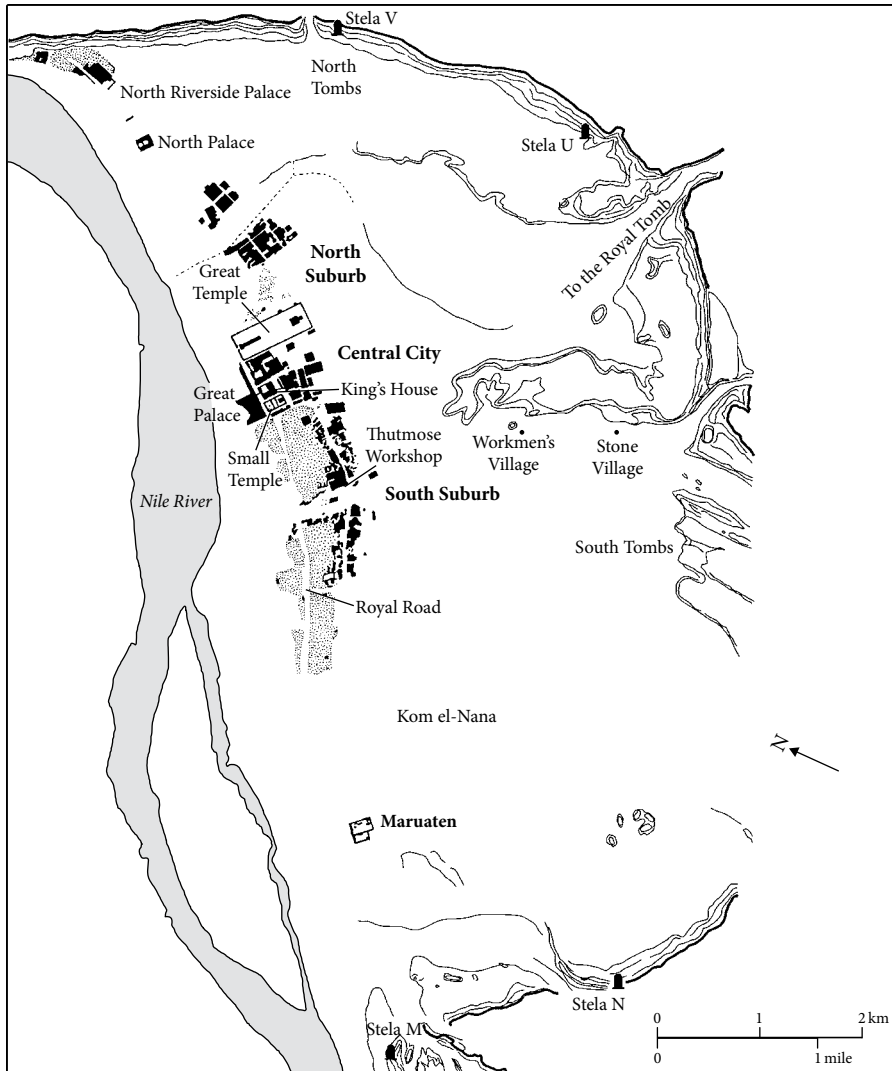 Stela V
North
Tombs
North Riverside Palace
Stela U
North Palace
To the Royal Tomb
North
Suburb
Great
Temple
Central City
King's House
Great
Palace
Thutmose
Workshop
Small
Temple
Workmen's
Village
Stone
Village
Nile River
South Suburb
South Tombs
Royal Road
Kom el-Nana
N
Maruaten
Stela N
Stela M
0 1 2 km
0 1 mile